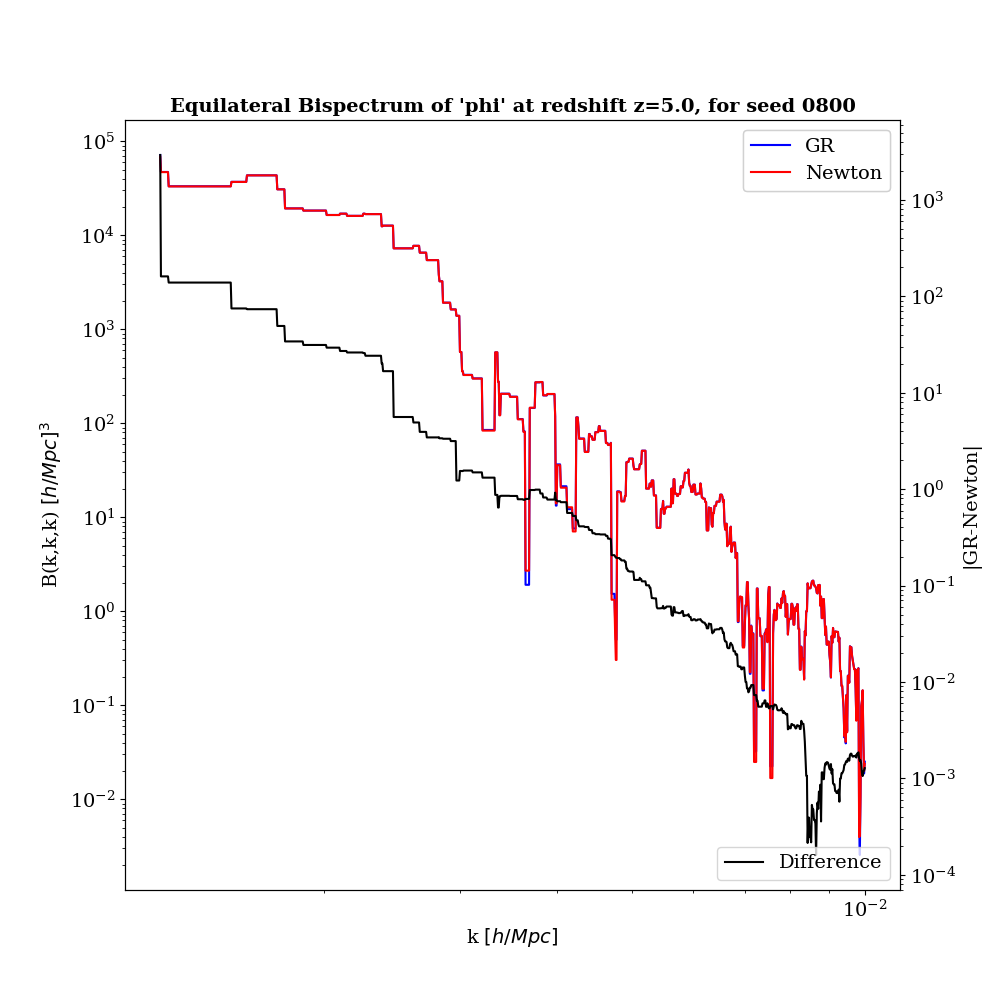 Equilateral Bispectrum of 'phi' at redshift z=5.0, for seed 0800
GR
Newton
10^5
10^4
10^3
10^2
10^1
10^0
10^−1
10^−2
B(k,k,k) [h/Mpc]^3
10^3
10^2
10^1
10^0
10^−1
10^−2
10^−3
10^−4
|GR-Newton|
Difference
10^−2
k [h/Mpc]